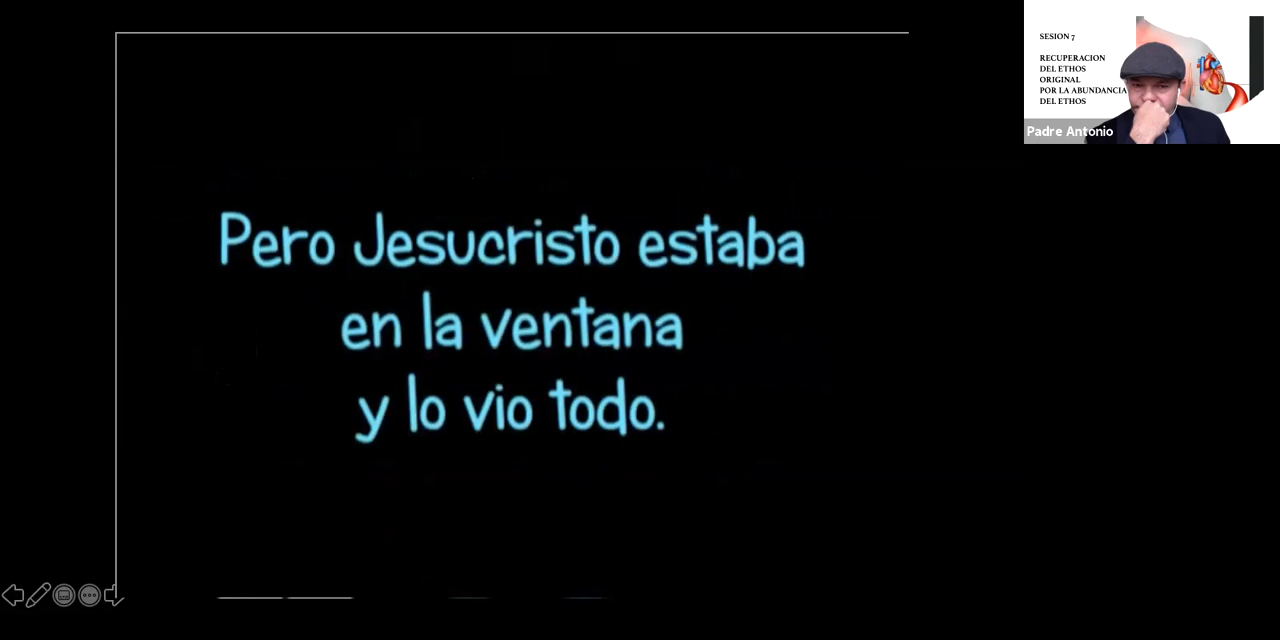 Pero Jesucristo estaba
en la ventana
y lo vio todo.
SESION 7
RECUPERACION
DEL ETHOS
ORIGINAL
POR LA ABUNDANCIA
DEL ETHOS
Padre Antonio